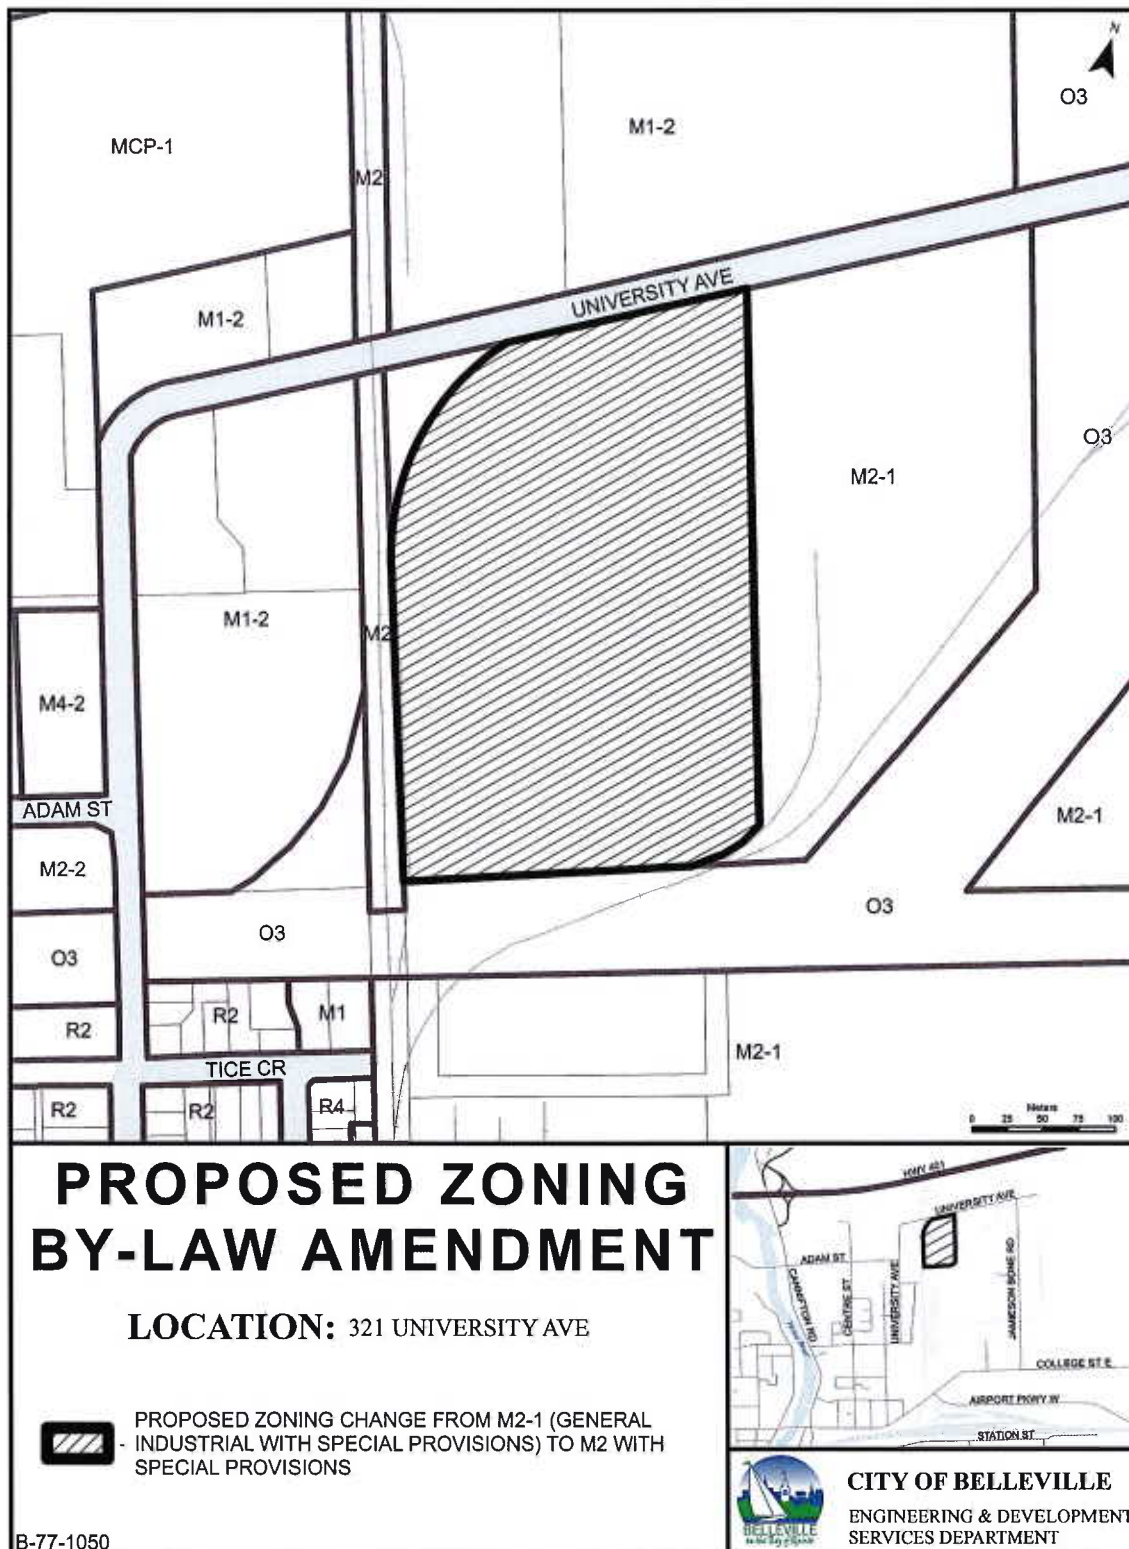 N
O3
M1-2
MCP-1
M2
UNIVERSITY AVE
M1-2
O3
M2-1
M1-2
M2
M4-2
ADAM ST
M2-1
M2-2
O3
O3
O3
R2
M1
R2
M2-1
TICE CR
R2
R2
R4
Meters
0 25 50 75 100
PROPOSED ZONING
BY-LAW AMENDMENT
LOCATION: 321 UNIVERSITY AVE
- PROPOSED ZONING CHANGE FROM M2-1 (GENERAL
INDUSTRIAL WITH SPECIAL PROVISIONS) TO M2 WITH
SPECIAL PROVISIONS
B-77-1050
HWY 401
UNIVERSITY AVE
ADAM ST
CANNIFTON RD
CENTRE ST
UNIVERSITY AVE
JAMIESON BONE RD
COLLEGE ST E
AIRPORT PKWY W
STATION ST
BELLEVILLE
CITY OF BELLEVILLE
ENGINEERING & DEVELOPMENT
SERVICES DEPARTMENT